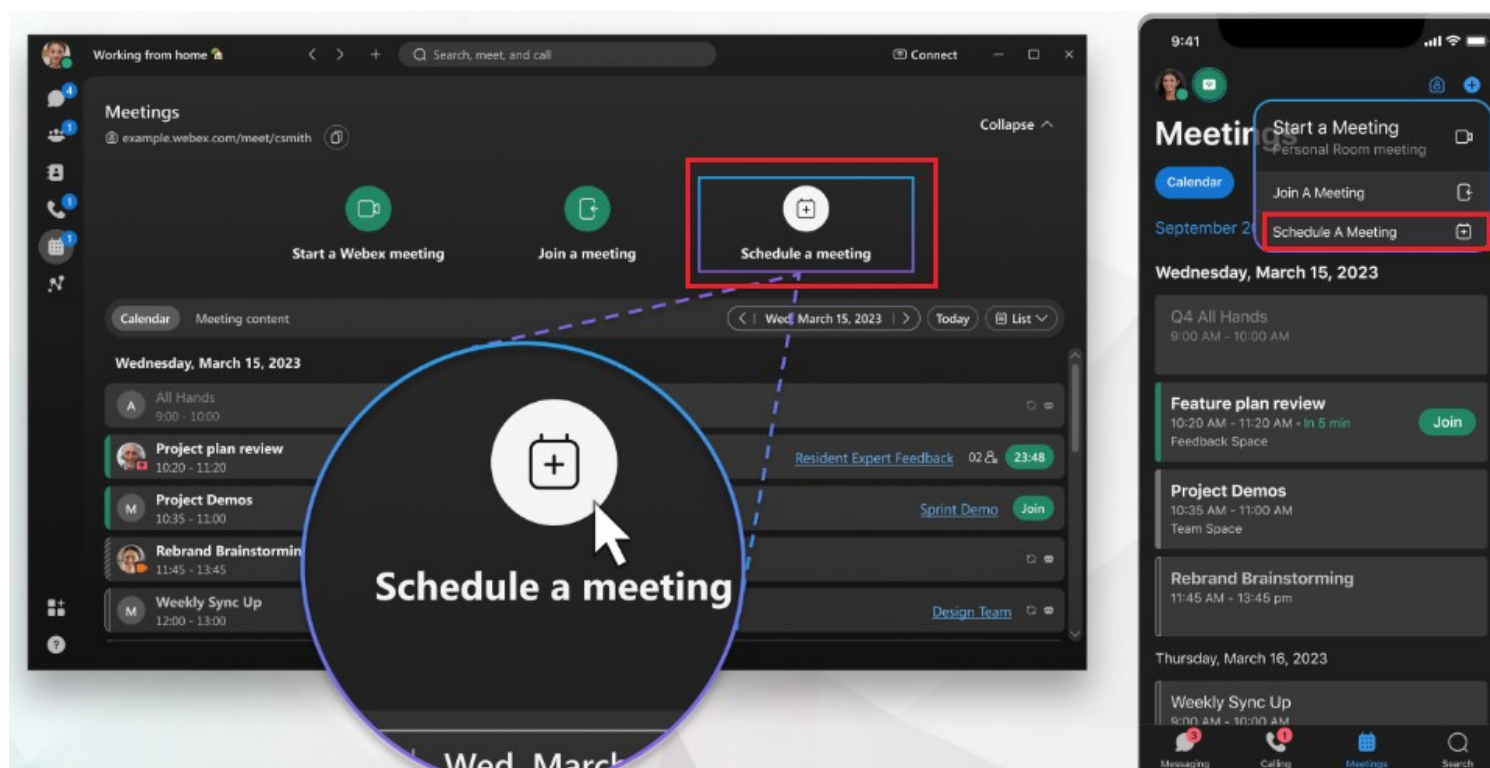 Working from home
Search, meet, and call
Connect
4
1
1
1
Meetings
example.webex.com/meet/csmith
Collapse
Start a Webex meeting
Join a meeting
Schedule a meeting
Calendar
Meeting content
Wed, March 15, 2023
Today
List
Wednesday, March 15, 2023
A
All Hands
9:00 - 10:00
Project plan review
10:20 - 11:20
Resident Expert Feedback
02
23:48
M
Project Demos
10:35 - 11:00
Sprint Demo
Join
Rebrand Brainstormin
11:45 - 13:45
M
Weekly Sync Up
12:00 - 13:00
Design Team
?
Schedule a meeting
Wed, March
9:41
Meetings
Start a Meeting
Personal Room meeting
Calendar
Join A Meeting
September 2
Schedule A Meeting
Wednesday, March 15, 2023
Q4 All Hands
9:00 AM - 10:00 AM
Feature plan review
10:20 AM - 11:20 AM • In 5 min
Feedback Space
Join
Project Demos
10:35 AM - 11:00 AM
Team Space
Rebrand Brainstorming
11:45 AM - 13:45 pm
Thursday, March 16, 2023
Weekly Sync Up
9:00 AM - 10:00 AM
3
1
Messaging
Calling
Meetings
Search